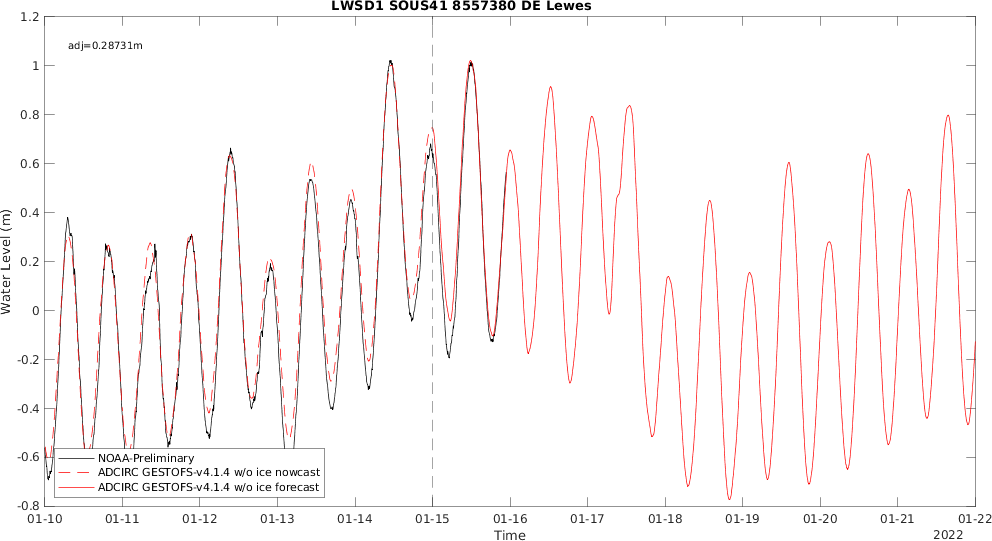 LWSD1 SOUS41 8557380 DE Lewes
1.2
adj=0.28731m
1
0.8
0.6
0.4
0.2
0
-0.2
-0.4
-0.6
-0.8
Water Level (m)
NOAA-Preliminary
ADCIRC GESTOFS-v4.1.4 w/o ice nowcast
ADCIRC GESTOFS-v4.1.4 w/o ice forecast
01-10 01-11 01-12 01-13 01-14 01-15 01-16 01-17 01-18 01-19 01-20 01-21 01-22
Time
2022